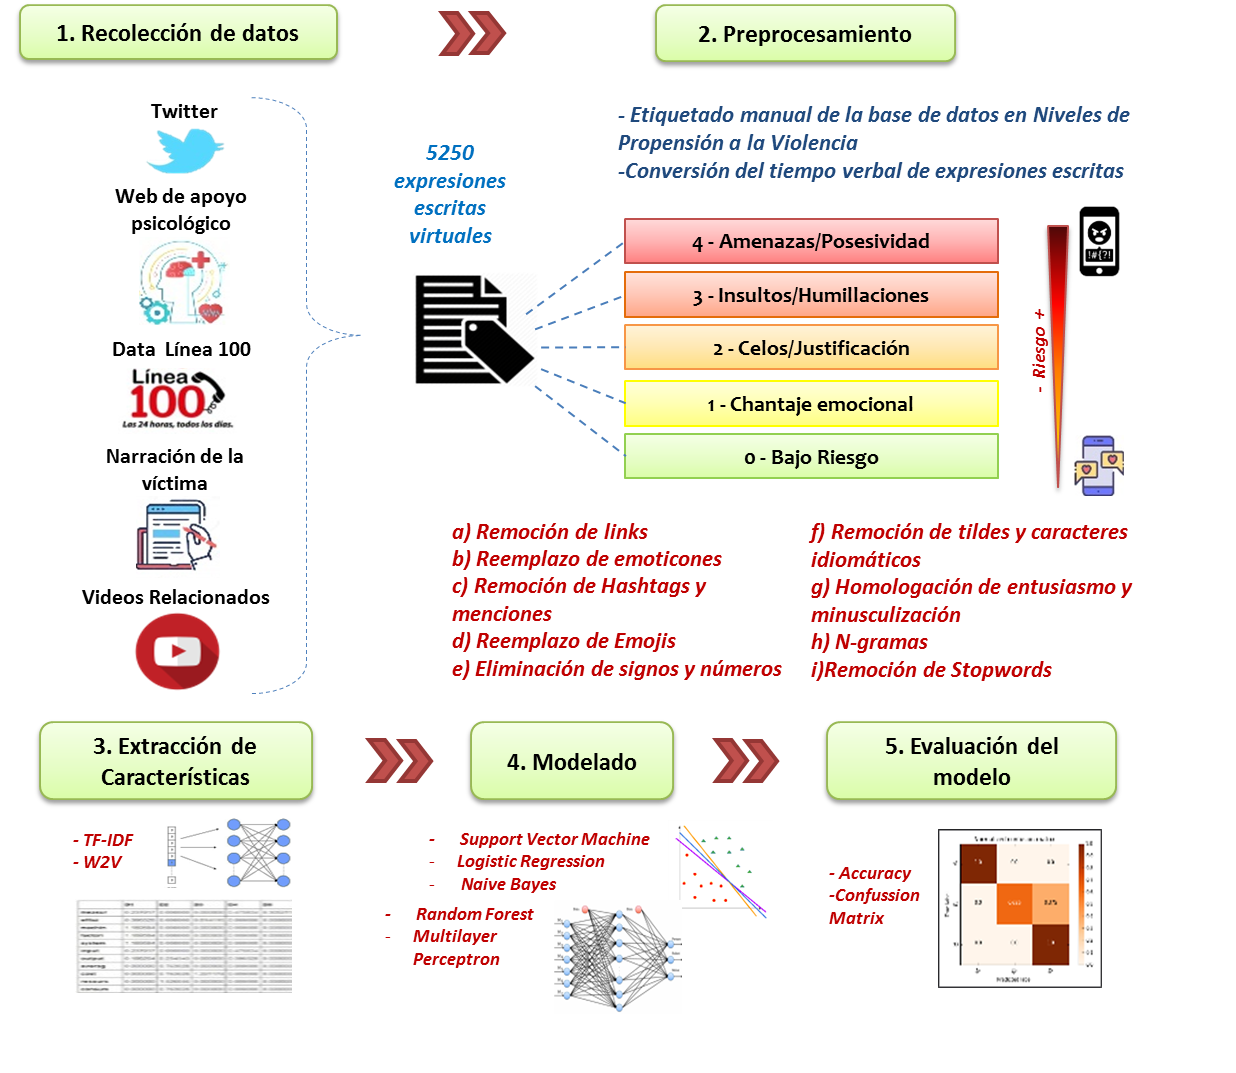 1. Recolección de datos
2. Preprocesamiento
Twitter
Web de apoyo
psicológico
Data Línea 100
Línea
100
Las 24 horas, todos los días.
Narración de la
víctima
Videos Relacionados
5250
expresiones
escritas
virtuales
- Etiquetado manual de la base de datos en Niveles de
Propensión a la Violencia
-Conversión del tiempo verbal de expresiones escritas
4 - Amenazas/Posesividad
3 - Insultos/Humillaciones
2 - Celos/Justificación
1 - Chantaje emocional
0 - Bajo Riesgo
- Riesgo +
!#{?!
a) Remoción de links
b) Reemplazo de emoticones
c) Remoción de Hashtags y
menciones
d) Reemplazo de Emojis
e) Eliminación de signos y números
f) Remoción de tildes y caracteres
idiomáticos
g) Homologación de entusiasmo y
minusculización
h) N-gramas
i)Remoción de Stopwords
3. Extracción de
Características
4. Modelado
5. Evaluación del
modelo
- TF-IDF
- W2V
- Support Vector Machine
- Logistic Regression
- Naive Bayes
- Random Forest
- Multilayer
Perceptron
- Accuracy
-Confussion
Matrix